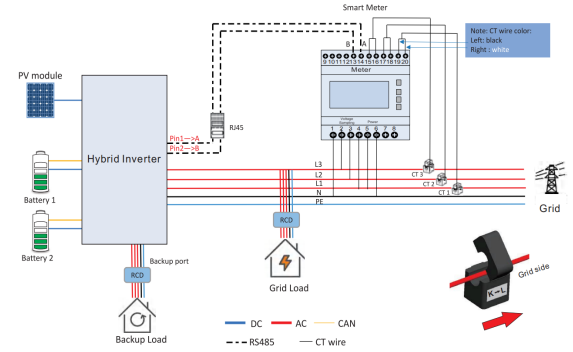 Smart Meter
Note: CT wire color:
Left: black
Right : white
B
A
9 10 11 12 13 14 15 16 17 18 19 20
Meter
PV module
Voltage
Sampling
Power
1 2 3 4 5 6 7 8
RJ45
Pin1—>A
Pin2—>B
Hybrid Inverter
L3
L2
L1
N
PE
CT 3
CT 2
CT 1
Battery 1
Grid
RCD
Battery 2
Backup port
RCD
Grid side
K→L
Grid Load
Backup Load
DC
AC
CAN
RS485
CT wire